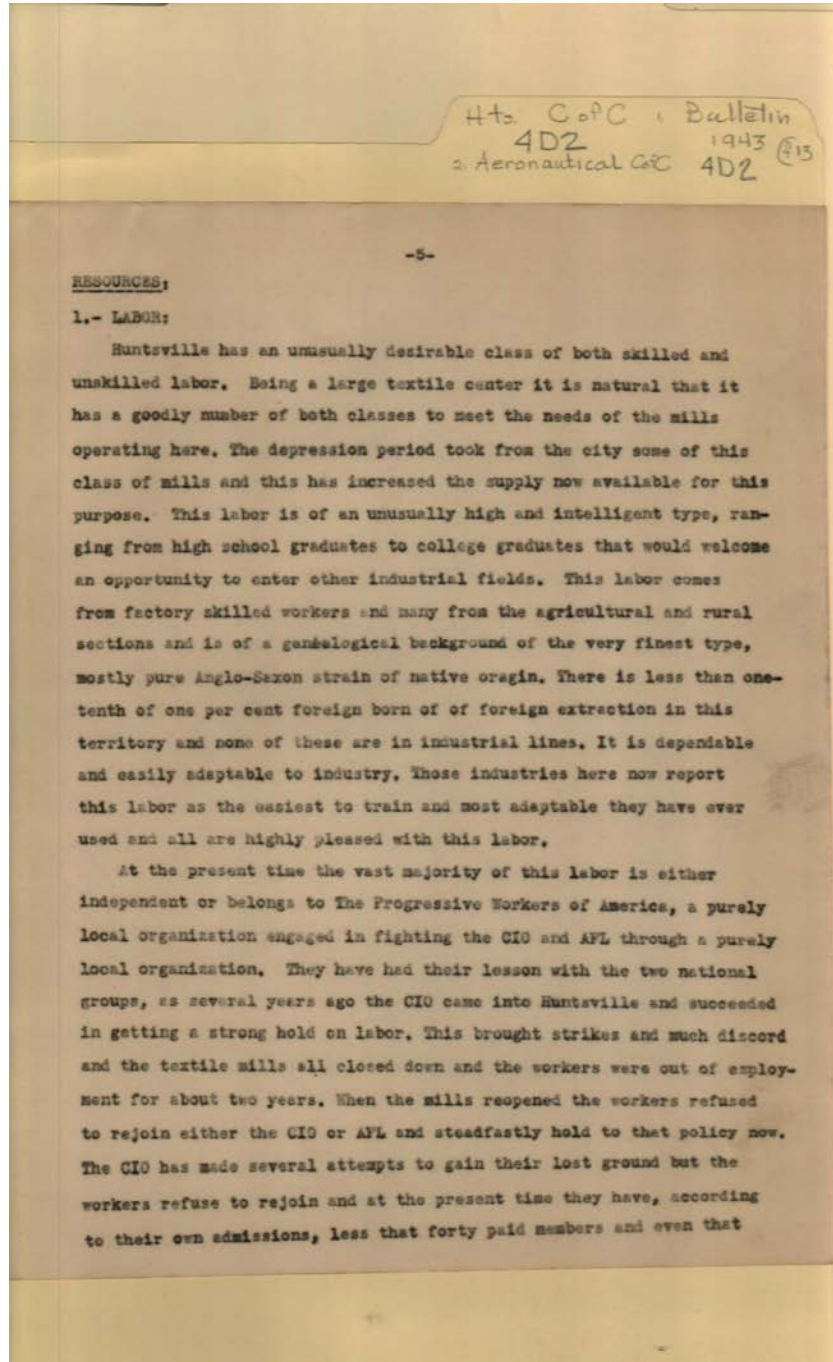 Hts. C of C 1 Bulletin
4D2 1943
2. Aeronautical CofC 4D2
-5-
RESOURCES;
1.- LABOR:
Huntsville has an unusually desirable class of both skilled and
unskilled labor. Being a large textile center it is natural that it
has a goodly number of both classes to meet the needs of the mills
operating here. The depression period took from the city some of this
class of mills and this has increased the supply now available for this
purpose. This labor is of an unusually high and intelligent type, ran-
ging from high school graduates to college graduates that would welcome
an opportunity to enter other industrial fields. This labor comes
from factory skilled workers and many from the agricultural and rural
sections and is of a genealogical background of the very finest type,
mostly pure Anglo-Saxon strain of native oragin. There is less than one-
tenth of one per cent foreign born of of foreign extraction in this
territory and none of these are in industrial lines. It is dependable
and easily adaptable to industry. Those industries here now report
this labor as the easiest to train and most adaptable they have ever
used and all are highly pleased with this labor.
At the present time the vast majority of this labor is either
independent or belongs to The Progressive Workers of America, a purely
local organization engaged in fighting the CIO and AFL through a purely
local organization. They have had their lesson with the two national
groups, as several years ago the CIO came into Huntsville and succeeded
in getting a strong hold on labor. This brought strikes and much discord
and the textile mills all closed down and the workers were out of employ-
ment for about two years. When the mills reopened the workers refused
to rejoin either the CIO or AFL and steadfastly hold to that policy now.
The CIO has made several attempts to gain their lost ground but the
workers refuse to rejoin and at the present time they have, according
to their own admissions, less that forty paid members and even that